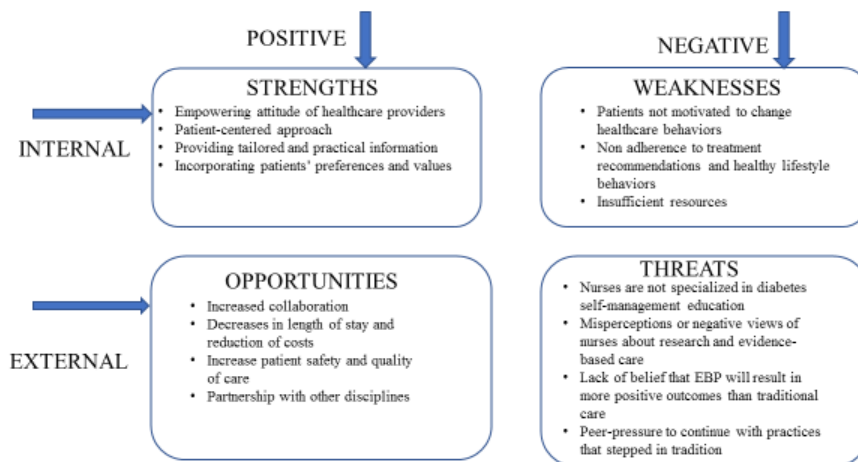 POSITIVE
NEGATIVE
INTERNAL
STRENGTHS
• Empowering attitude of healthcare providers
• Patient-centered approach
• Providing tailored and practical information
• Incorporating patients' preferences and values
WEAKNESSES
• Patients not motivated to change
healthcare behaviors
• Non adherence to treatment
recommendations and healthy lifestyle
behaviors
• Insufficient resources
EXTERNAL
OPPORTUNITIES
• Increased collaboration
• Decreases in length of stay and
reduction of costs
• Increase patient safety and quality
of care
• Partnership with other disciplines
THREATS
• Nurses are not specialized in diabetes
self-management education
• Misperceptions or negative views of
nurses about research and evidence-
based care
• Lack of belief that EBP will result in
more positive outcomes than traditional
care
• Peer-pressure to continue with practices
that stepped in tradition